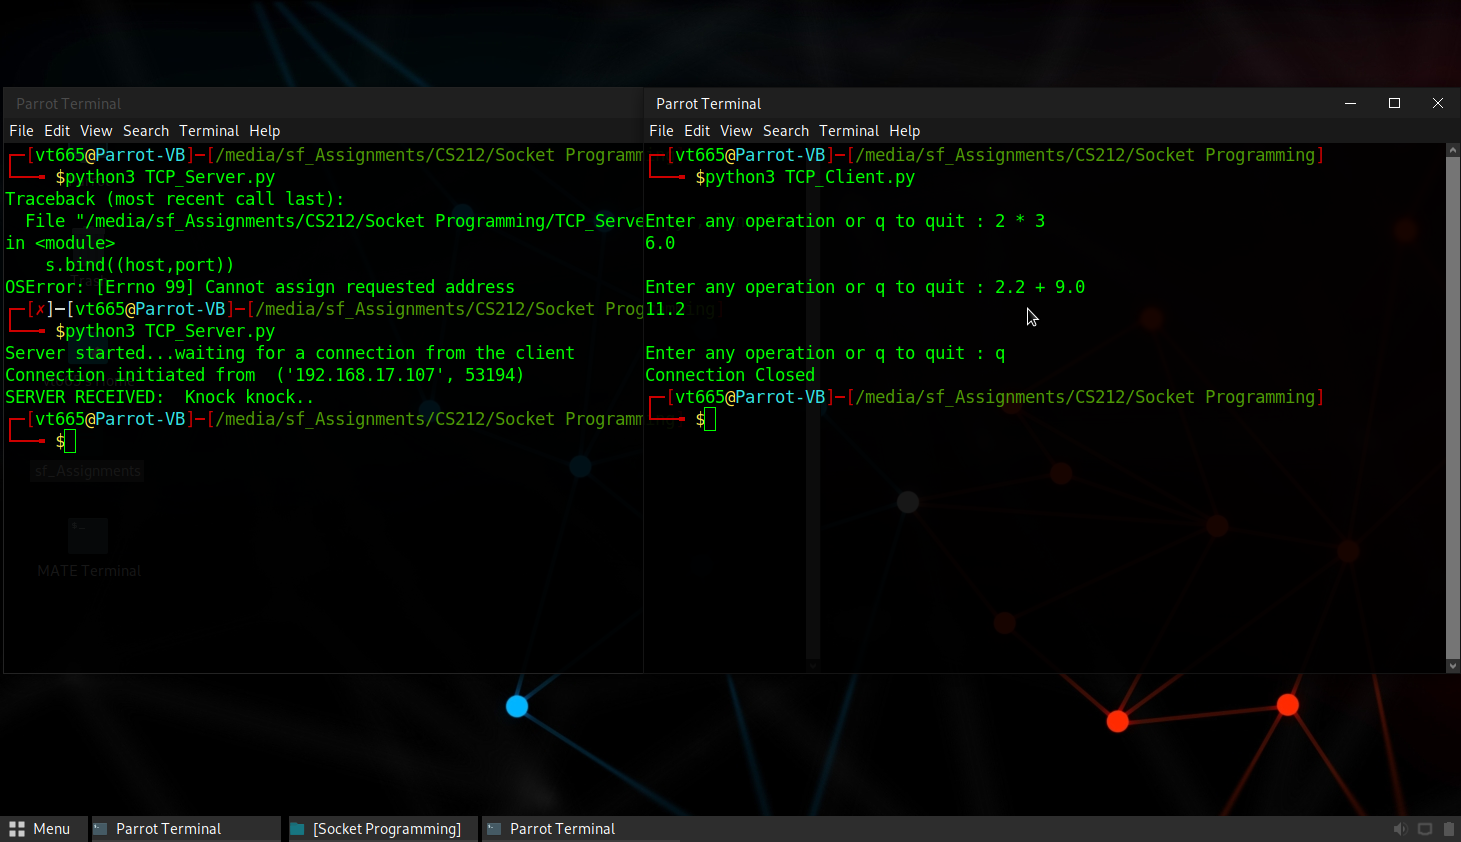 Parrot Terminal
File Edit View Search Terminal Help
┌─[vt665@Parrot-VB]─[/media/sf_Assignments/CS212/Socket Programm
└──╼ $python3 TCP_Server.py
Traceback (most recent call last):
File "/media/sf_Assignments/CS212/Socket Programming/TCP_Serve
in <module>
s.bind((host,port))
OSError: [Errno 99] Cannot assign requested address
┌─[✗]─[vt665@Parrot-VB]─[/media/sf_Assignments/CS212/Socket Prog
└──╼ $python3 TCP_Server.py
Server started...waiting for a connection from the client
Connection initiated from  ('192.168.17.107', 53194)
SERVER RECEIVED:  Knock knock..
┌─[vt665@Parrot-VB]─[/media/sf_Assignments/CS212/Socket Programm
└──╼ $
sf_Assignments
MATE Terminal
Parrot Terminal
File Edit View Search Terminal Help
┌─[vt665@Parrot-VB]─[/media/sf_Assignments/CS212/Socket Programming]
└──╼ $python3 TCP_Client.py
Enter any operation or q to quit : 2 * 3
6.0
Enter any operation or q to quit : 2.2 + 9.0
11.2
Enter any operation or q to quit : q
Connection Closed
┌─[vt665@Parrot-VB]─[/media/sf_Assignments/CS212/Socket Programming]
└──╼ $
Menu
Parrot Terminal
[Socket Programming]
Parrot Terminal